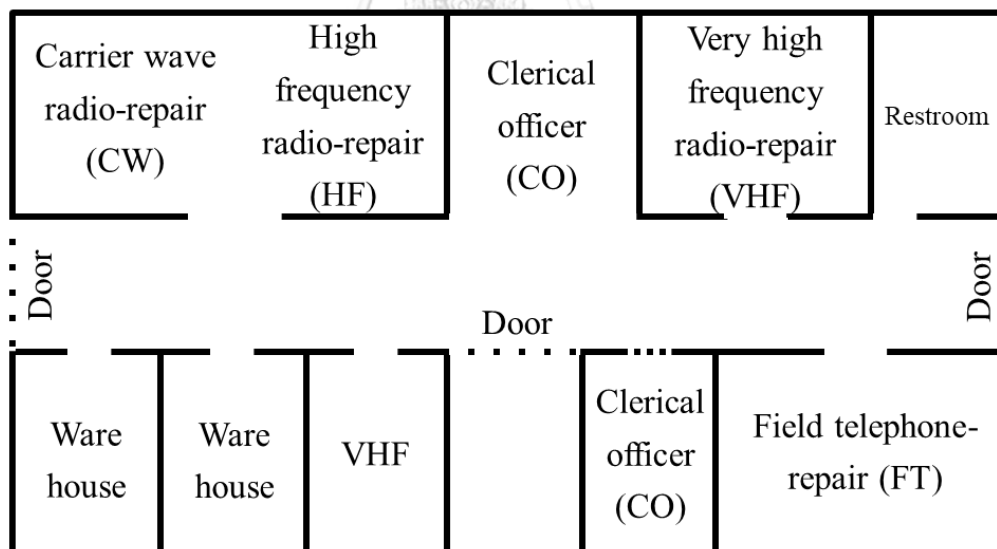 Carrier wave
radio-repair
(CW)
High
frequency
radio-repair
(HF)
Clerical
officer
(CO)
Very high
frequency
radio-repair
(VHF)
Restroom
Door
Door
Door
Ware
house
Ware
house
VHF
Clerical
officer
(CO)
Field telephone-
repair (FT)